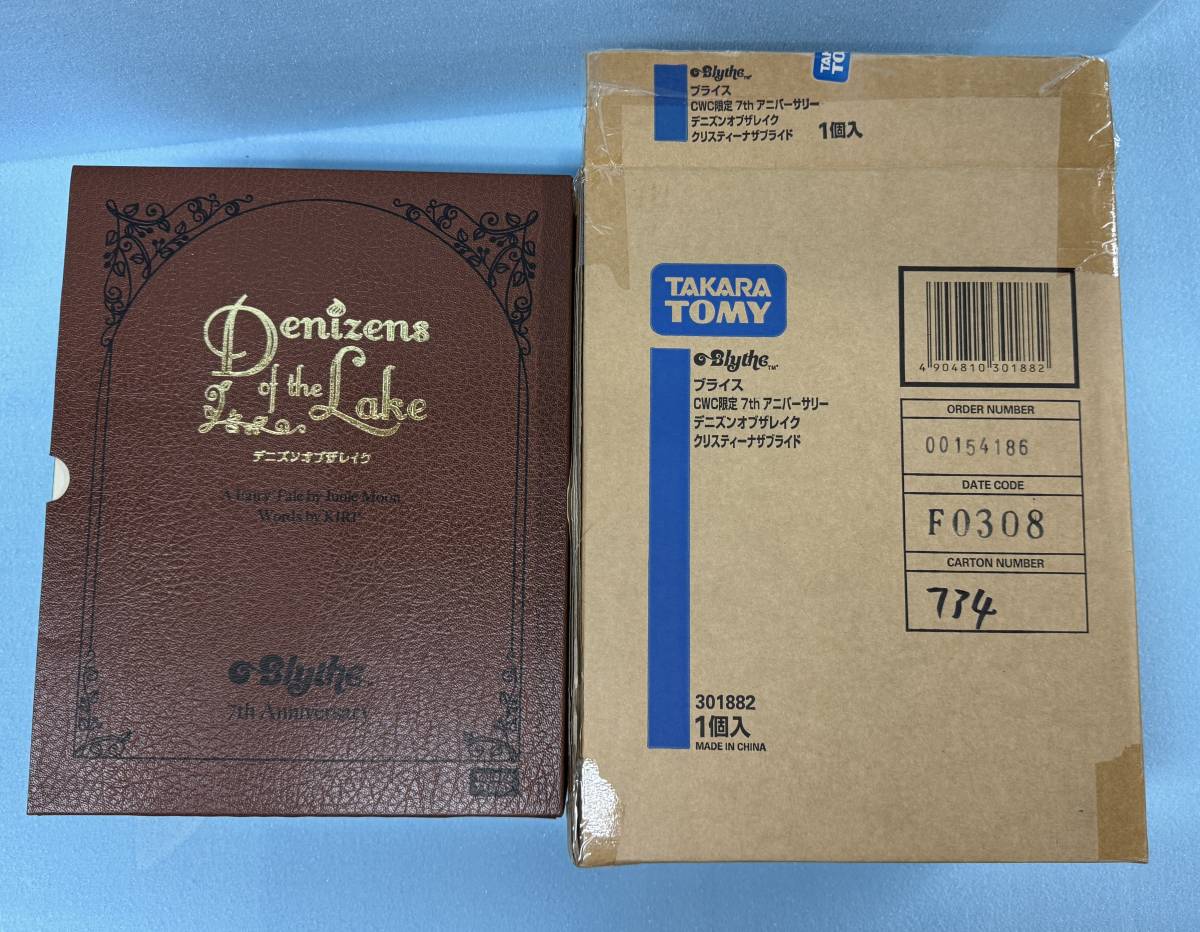 Denizens
of the Lake
デニズンオブザレイク
A Fairy Tale by Junie Moon
Words by KIRI
Blythe™
7th Anniversary
TAKARA TOMY
Blythe™
ブライス
CWC限定 7th アニバーサリー
デニズンオブザレイク
クリスティーナザブライド 1個入
TAKARA
TOMY
Blythe™
ブライス
CWC限定 7th アニバーサリー
デニズンオブザレイク
クリスティーナザブライド
4 904810 301882
ORDER NUMBER
00154186
DATE CODE
F0308
CARTON NUMBER
734
301882
1個入
MADE IN CHINA